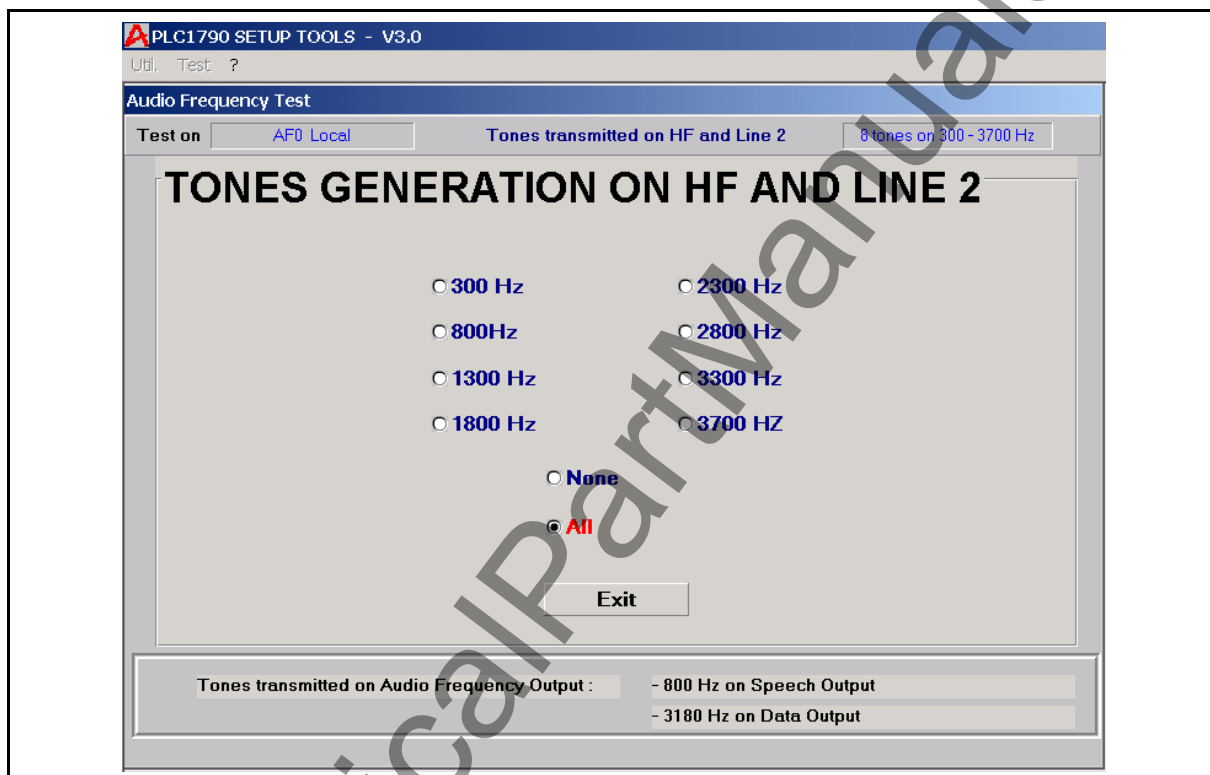 PLC1790 SETUP TOOLS - V3.0
Util. Test ?
Audio Frequency Test
Test on AF0 Local Tones transmitted on HF and Line 2 8 tones on 300 - 3700 Hz
TONES GENERATION ON HF AND LINE 2
300 Hz 2300 Hz
800Hz 2800 Hz
1300 Hz 3300 Hz
1800 Hz 3700 HZ
None
All
Exit
Tones transmitted on Audio Frequency Output : - 800 Hz on Speech Output
- 3180 Hz on Data Output
icalPartManual